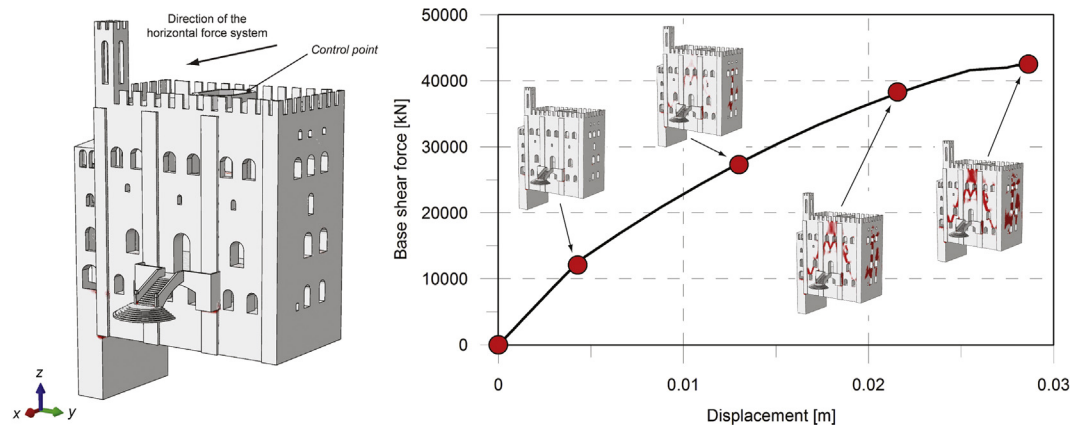 Direction of the
horizontal force system
Control point
z
x
y
Base shear force [kN]
50000
40000
30000
20000
10000
0
0
0.01
0.02
0.03
Displacement [m]